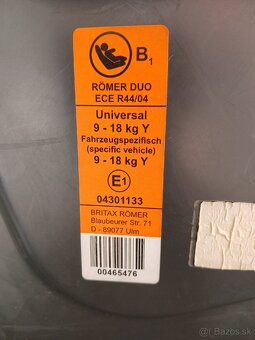 B1
RÖMER DUO
ECE R44/04
Universal
9 - 18 kg Y
Fahrzeugspezifisch
(specific vehicle)
9 - 18 kg Y
E1
04301133
BRITAX RÖMER
Blaubeurer Str. 71
D - 89077 Ulm
00465476
bazos.sk